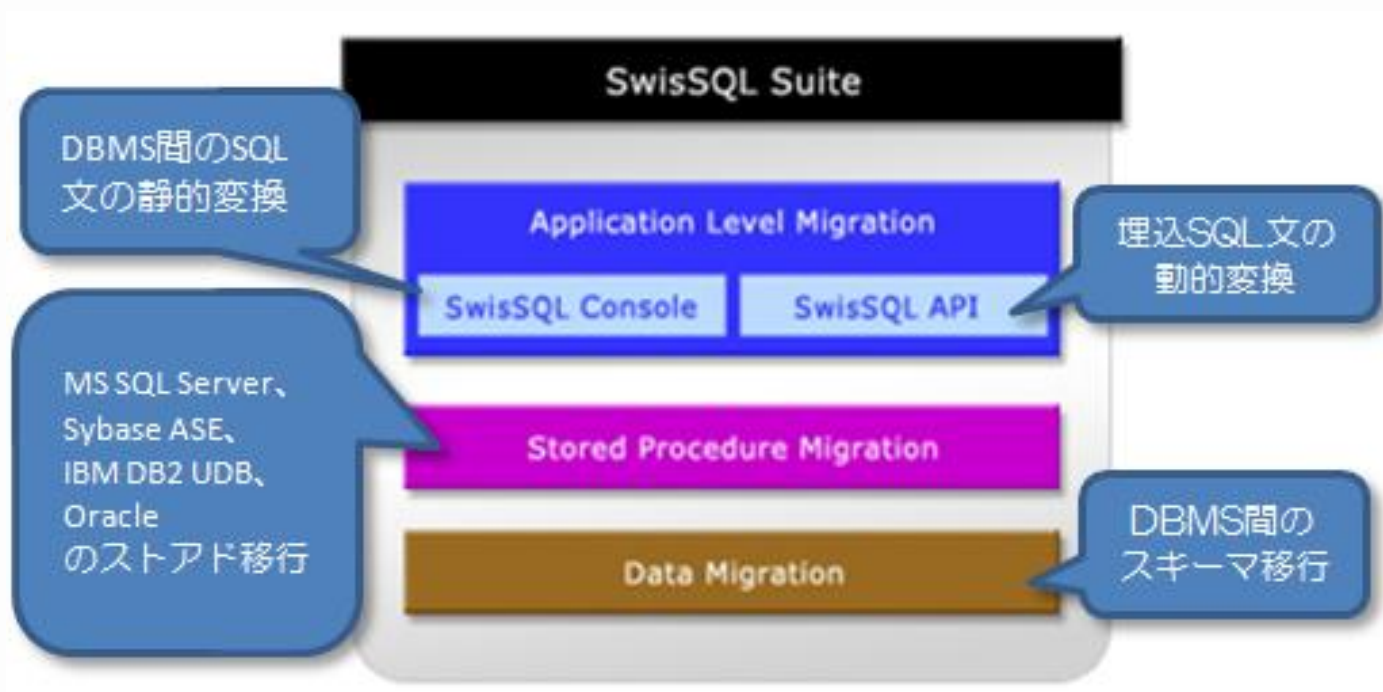 SwisSQL Suite
DBMS間のSQL
文の静的変換
Application Level Migration
埋込SQL文の
動的変換
SwisSQL Console
SwisSQL API
MS SQL Server、
Sybase ASE、
IBM DB2 UDB、
Oracle
のストアド移行
Stored Procedure Migration
DBMS間の
スキーマ移行
Data Migration